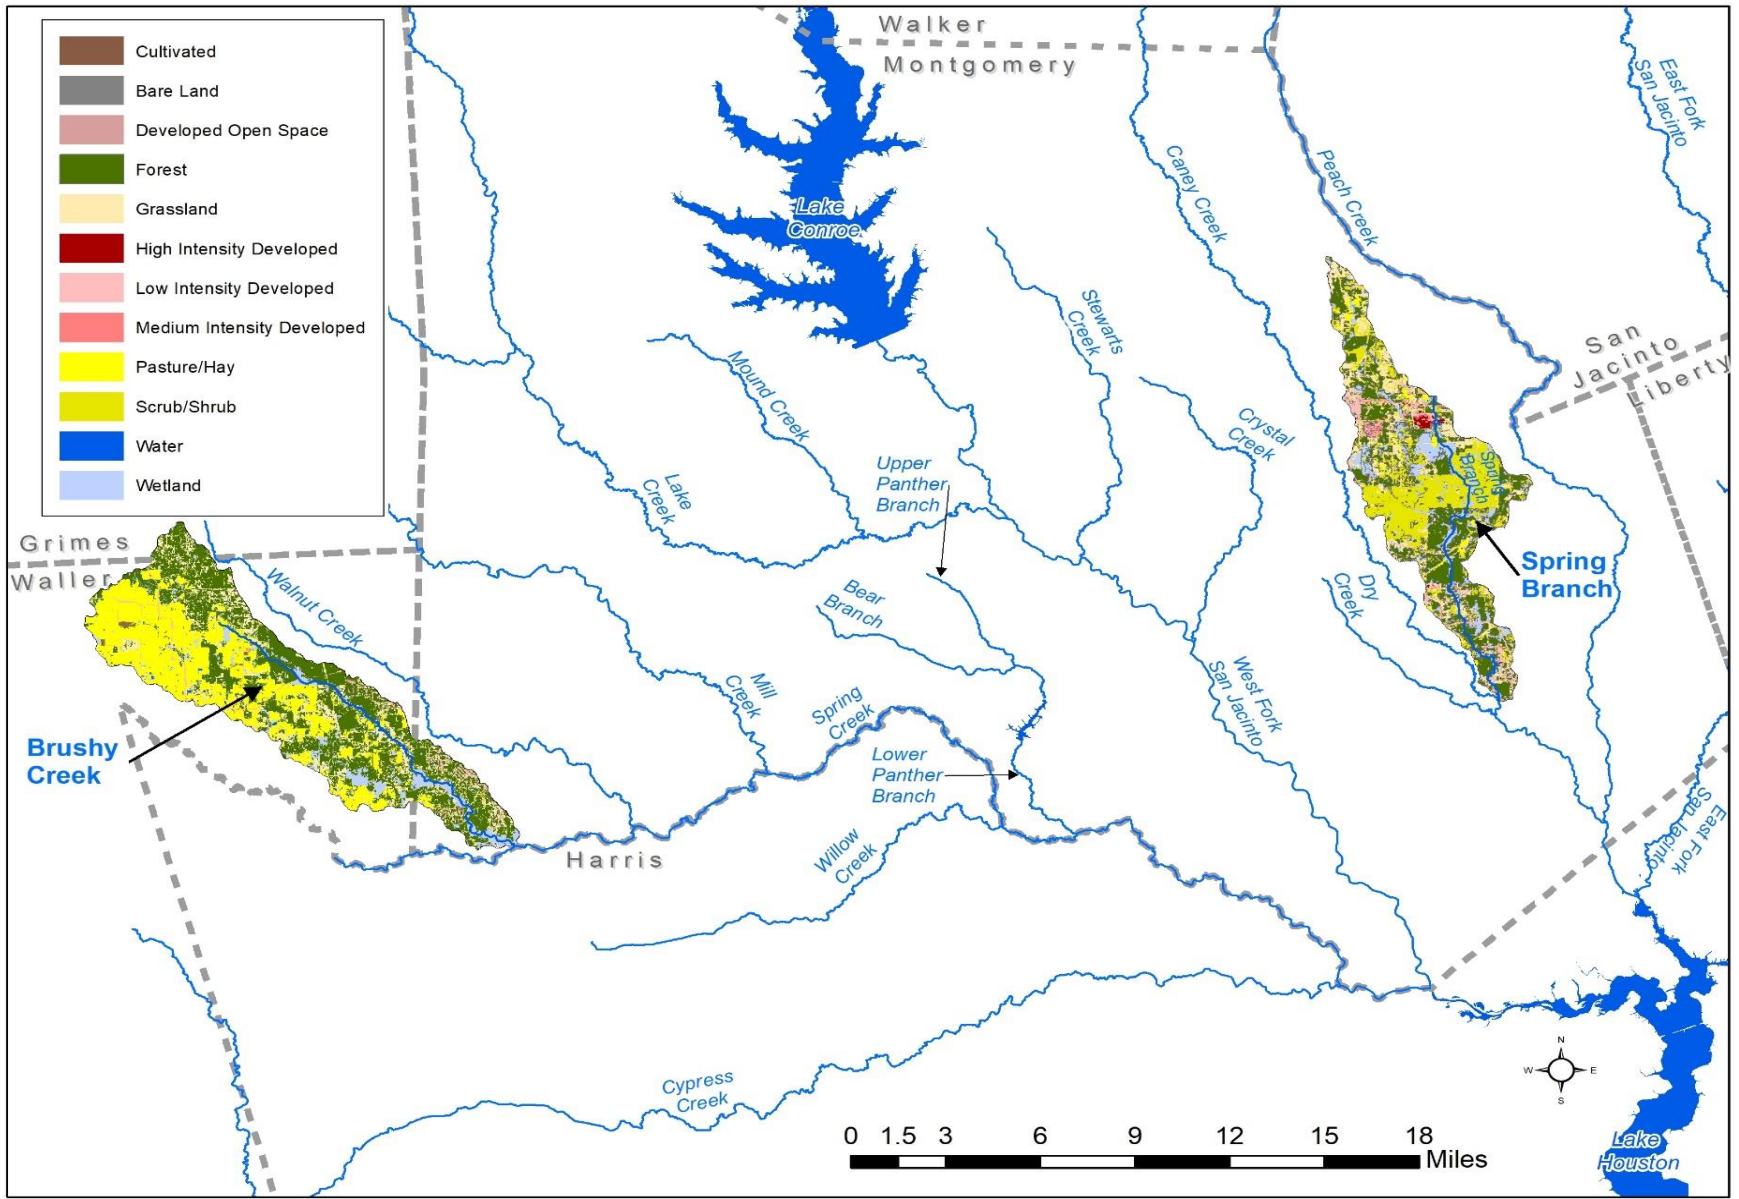 Cultivated
Bare Land
Developed Open Space
Forest
Grassland
High Intensity Developed
Low Intensity Developed
Medium Intensity Developed
Pasture/Hay
Scrub/Shrub
Water
Wetland
Walker
Montgomery
East Fork
San Jacinto
Caney Creek
Peach Creek
Lake
Conroe
Stewarts
Creek
San
Jacinto
Liberty
Mound Creek
Crystal
Creek
Upper
Panther
Branch
Lake
Creek
Spring
Branch
Spring
Branch
Grimes
Waller
Walnut Creek
Bear
Branch
Dry
Creek
Mill
Creek
Spring
Creek
West Fork
San Jacinto
Brushy
Creek
Lower
Panther
Branch
Harris
Willow
Creek
East Fork
San Jacinto
Cypress
Creek
N
W
E
S
0 1.5 3 6 9 12 15 18
Miles
Lake
Houston